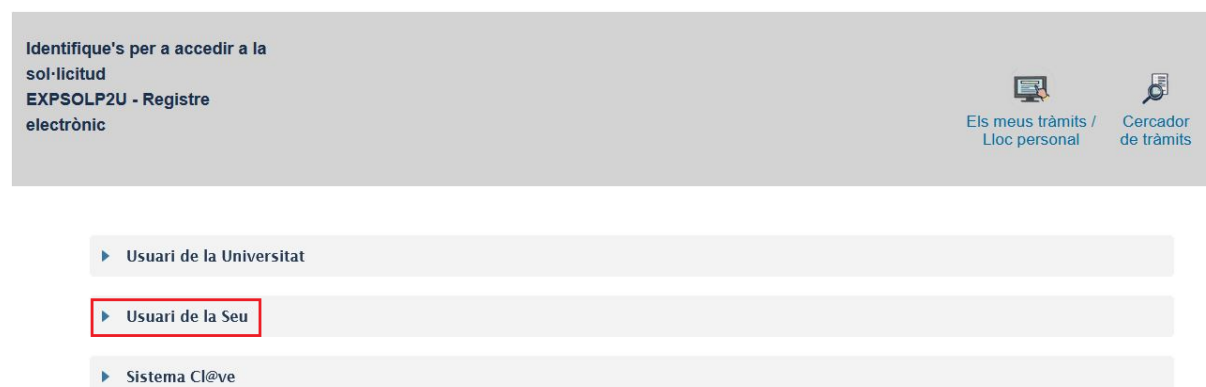 Identifique's per a accedir a la
sol·licitud
EXPSOLP2U - Registre
electrònic
Els meus tràmits /
Lloc personal
Cercador
de tràmits
Usuari de la Universitat
Usuari de la Seu
Sistema Cl@ve